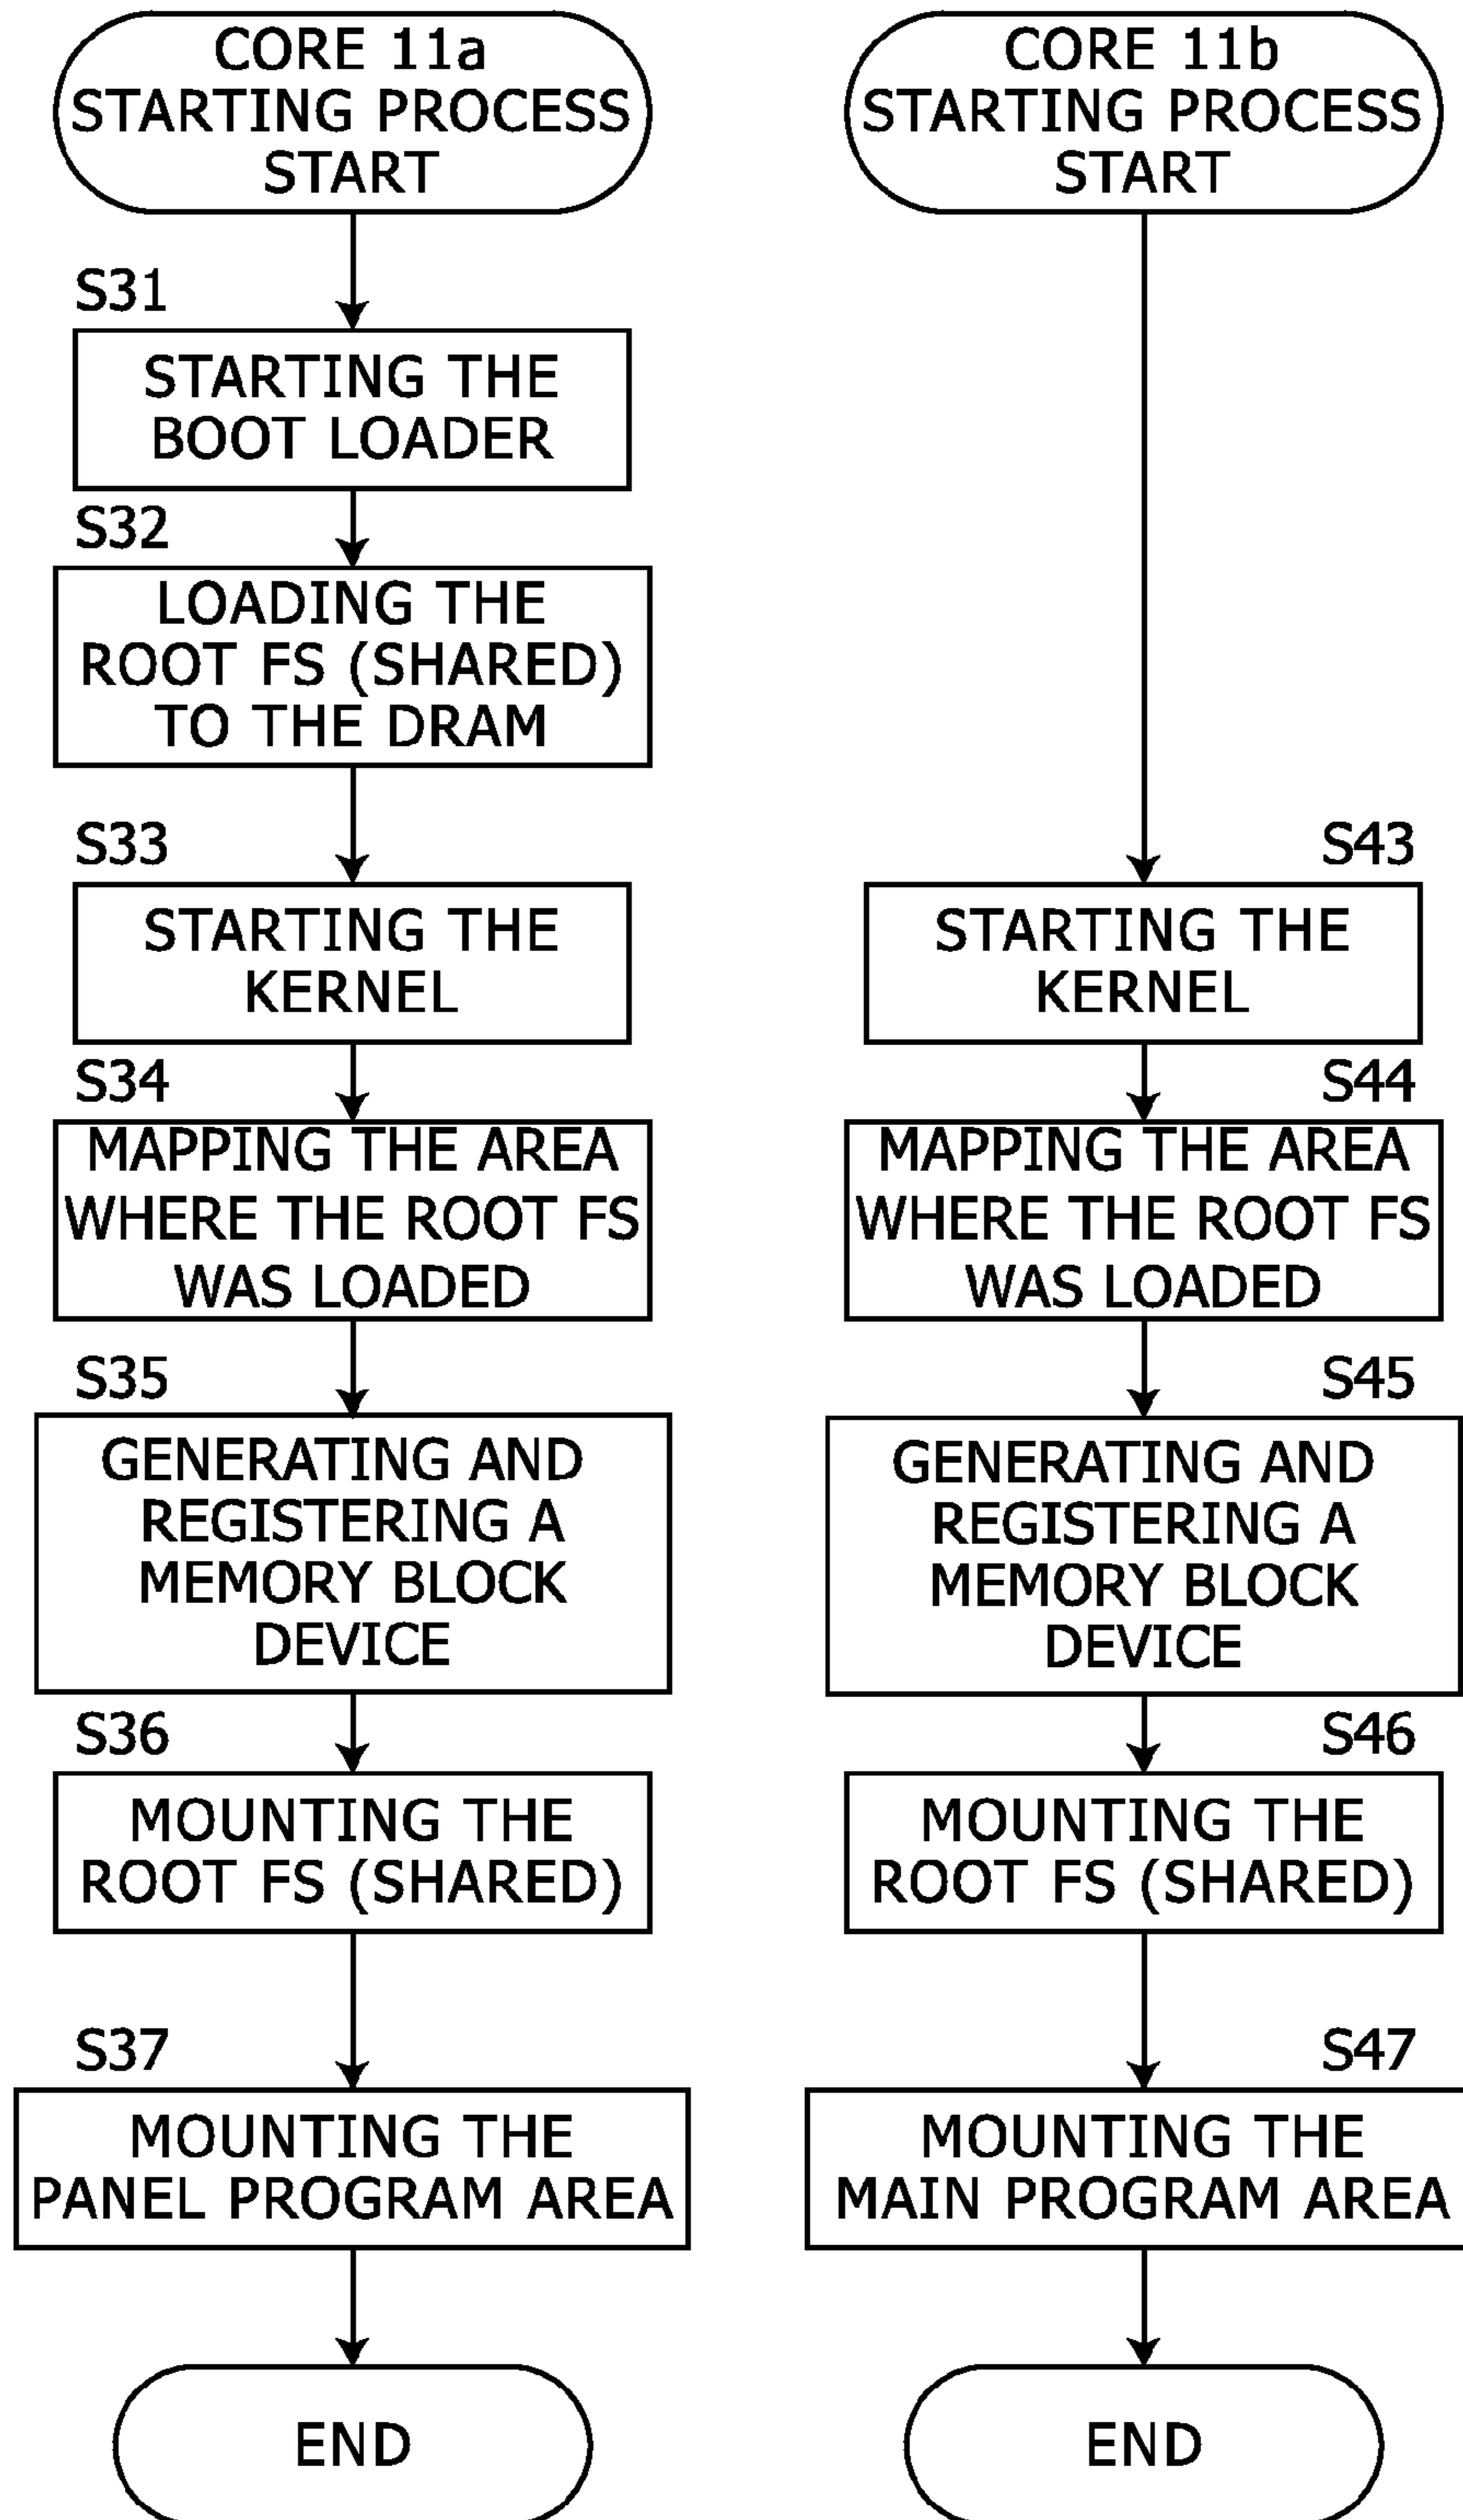 CORE 11a
STARTING PROCESS
START
S31
STARTING THE
BOOT LOADER
S32
LOADING THE
ROOT FS (SHARED)
TO THE DRAM
S33
STARTING THE
KERNEL
S34
MAPPING THE AREA
WHERE THE ROOT FS
WAS LOADED
S35
GENERATING AND
REGISTERING A
MEMORY BLOCK
DEVICE
S36
MOUNTING THE
ROOT FS (SHARED)
S37
MOUNTING THE
PANEL PROGRAM AREA
END
CORE 11b
STARTING PROCESS
START
S43
STARTING THE
KERNEL
S44
MAPPING THE AREA
WHERE THE ROOT FS
WAS LOADED
S45
GENERATING AND
REGISTERING A
MEMORY BLOCK
DEVICE
S46
MOUNTING THE
ROOT FS (SHARED)
S47
MOUNTING THE
MAIN PROGRAM AREA
END